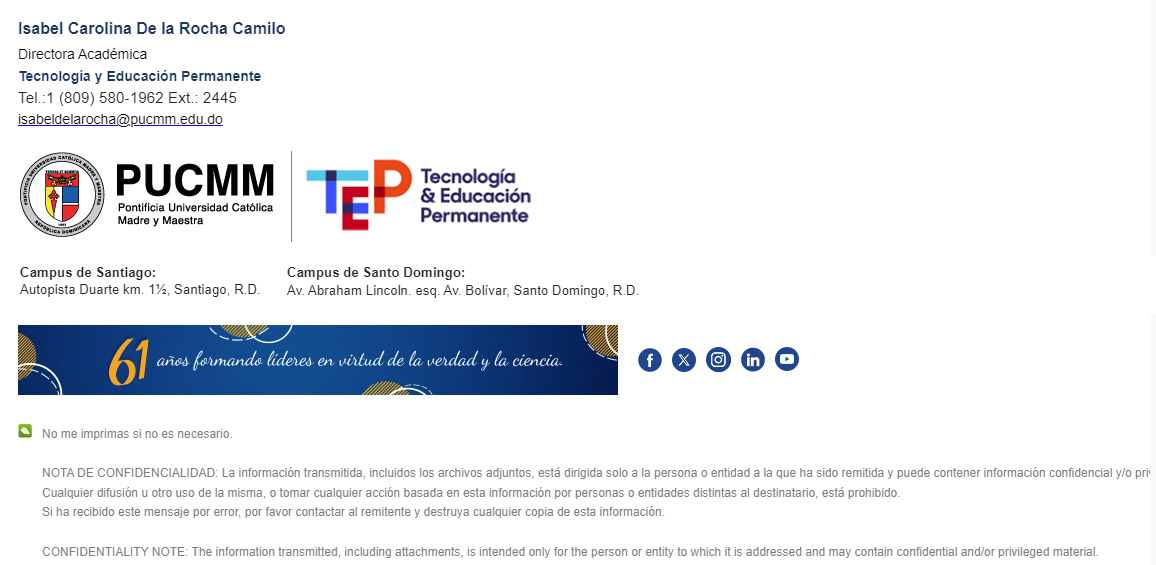 Isabel Carolina De la Rocha Camilo
Directora Académica
Tecnología y Educación Permanente
Tel.:1 (809) 580-1962 Ext.: 2445
isabeldelarocha@pucmm.edu.do
PONTIFICIA UNIVERSIDAD CATÓLICA MADRE Y MAESTRA
REPÚBLICA DOMINICANA
PUCMM
Pontificia Universidad Católica
Madre y Maestra
TEP
Tecnología
& Educación
Permanente
Campus de Santiago:
Autopista Duarte km. 1½, Santiago, R.D.
Campus de Santo Domingo:
Av. Abraham Lincoln. esq. Av. Bolívar, Santo Domingo, R.D.
61 años formando líderes en virtud de la verdad y la ciencia.
No me imprimas si no es necesario.
NOTA DE CONFIDENCIALIDAD: La información transmitida, incluidos los archivos adjuntos, está dirigida solo a la persona o entidad a la que ha sido remitida y puede contener información confidencial y/o
Cualquier difusión u otro uso de la misma, o tomar cualquier acción basada en esta información por personas o entidades distintas al destinatario, está prohibido.
Si ha recibido este mensaje por error, por favor contactar al remitente y destruya cualquier copia de esta información.
CONFIDENTIALITY NOTE: The information transmitted, including attachments, is intended only for the person or entity to which it is addressed and may contain confidential and/or privileged material.